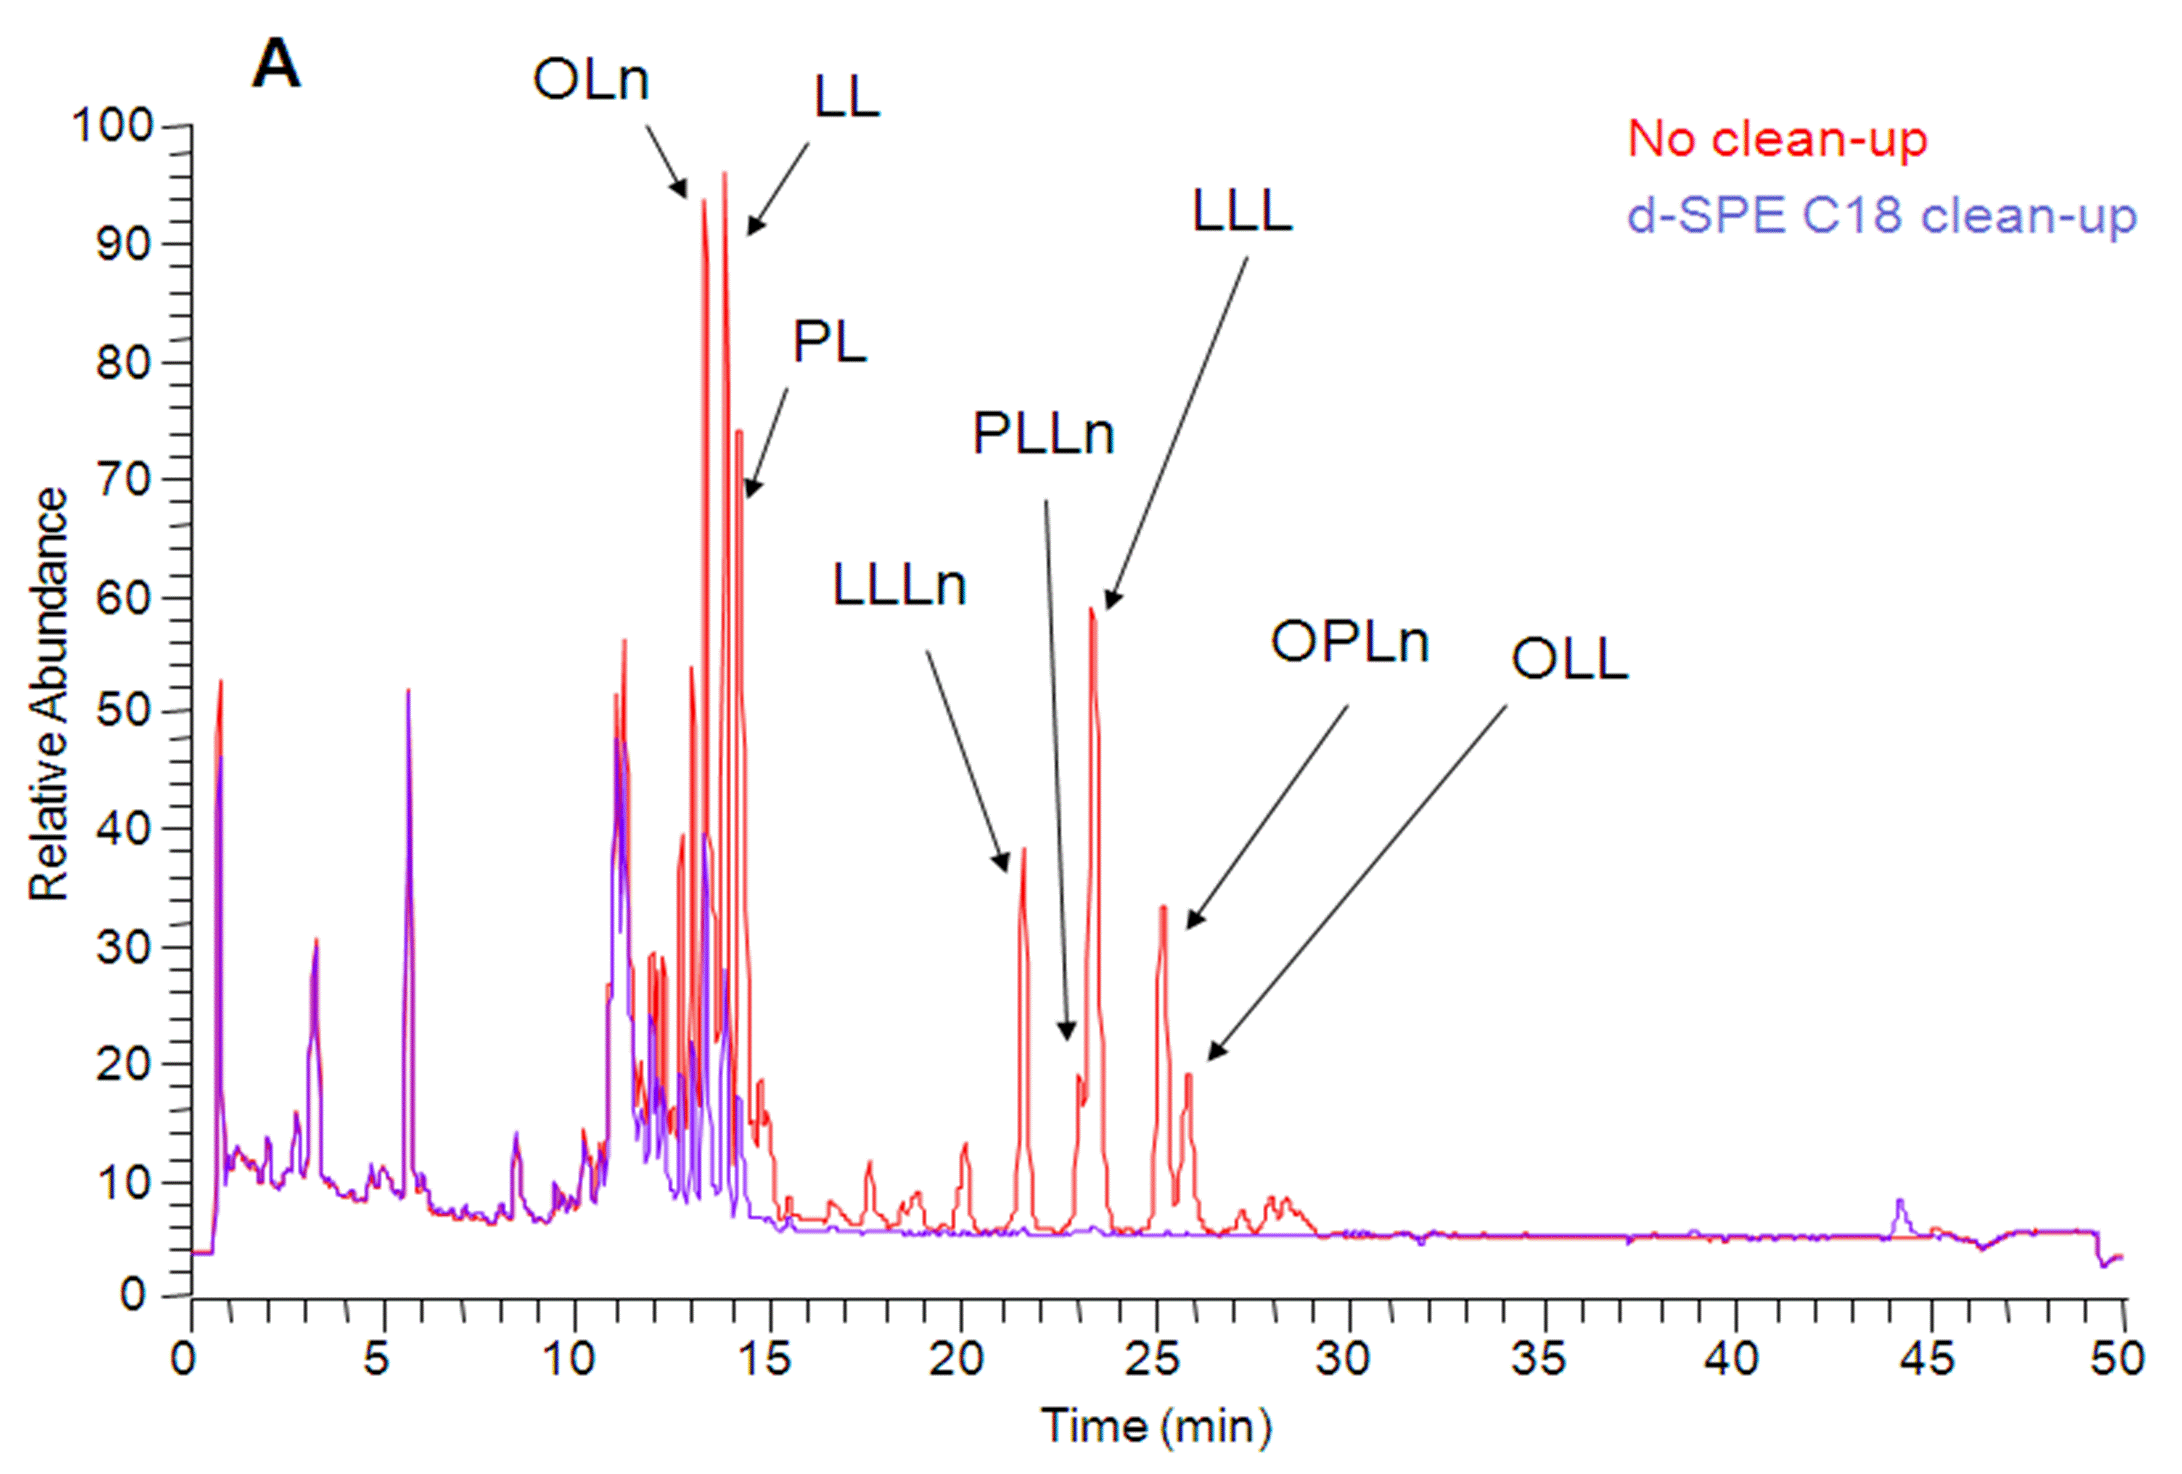 A
OLn
LL
No clean-up
d-SPE C18 clean-up
LLL
PL
PLLn
LLLn
OPLn
OLL
Relative Abundance
100
90
80
70
60
50
40
30
20
10
0
0 5 10 15 20 25 30 35 40 45 50
Time (min)